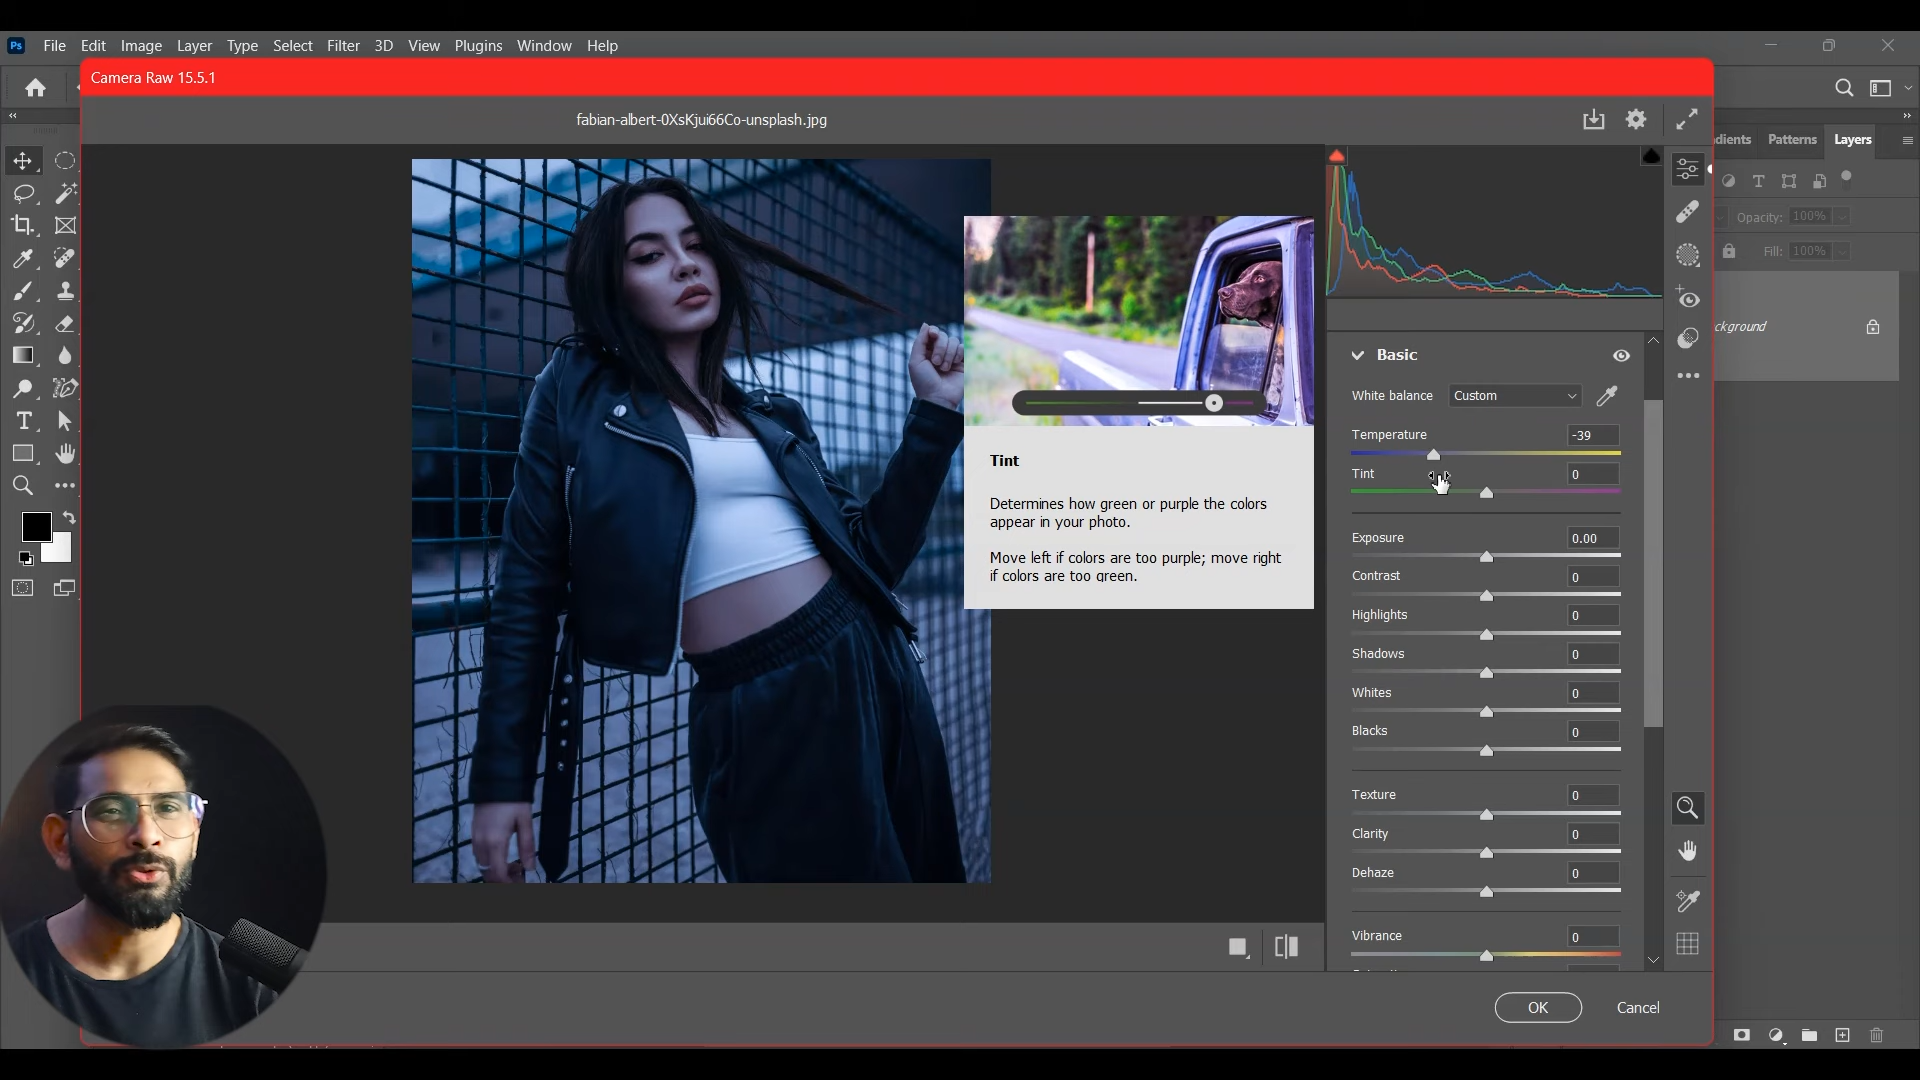 Ps File Edit Image Layer Type Select Filter 3D View Plugins Window Help
Camera Raw 15.5.1
fabian-albert-0XsKjui66Co-unsplash.jpg
dients Patterns Layers
Opacity: 100%
Fill: 100%
ckground
Basic
White balance Custom
Temperature -39
Tint 0
Tint
Determines how green or purple the colors
appear in your photo.
Move left if colors are too purple; move right
if colors are too green.
Exposure 0.00
Contrast 0
Highlights 0
Shadows 0
Whites 0
Blacks 0
Texture 0
Clarity 0
Dehaze 0
Vibrance 0
OK Cancel